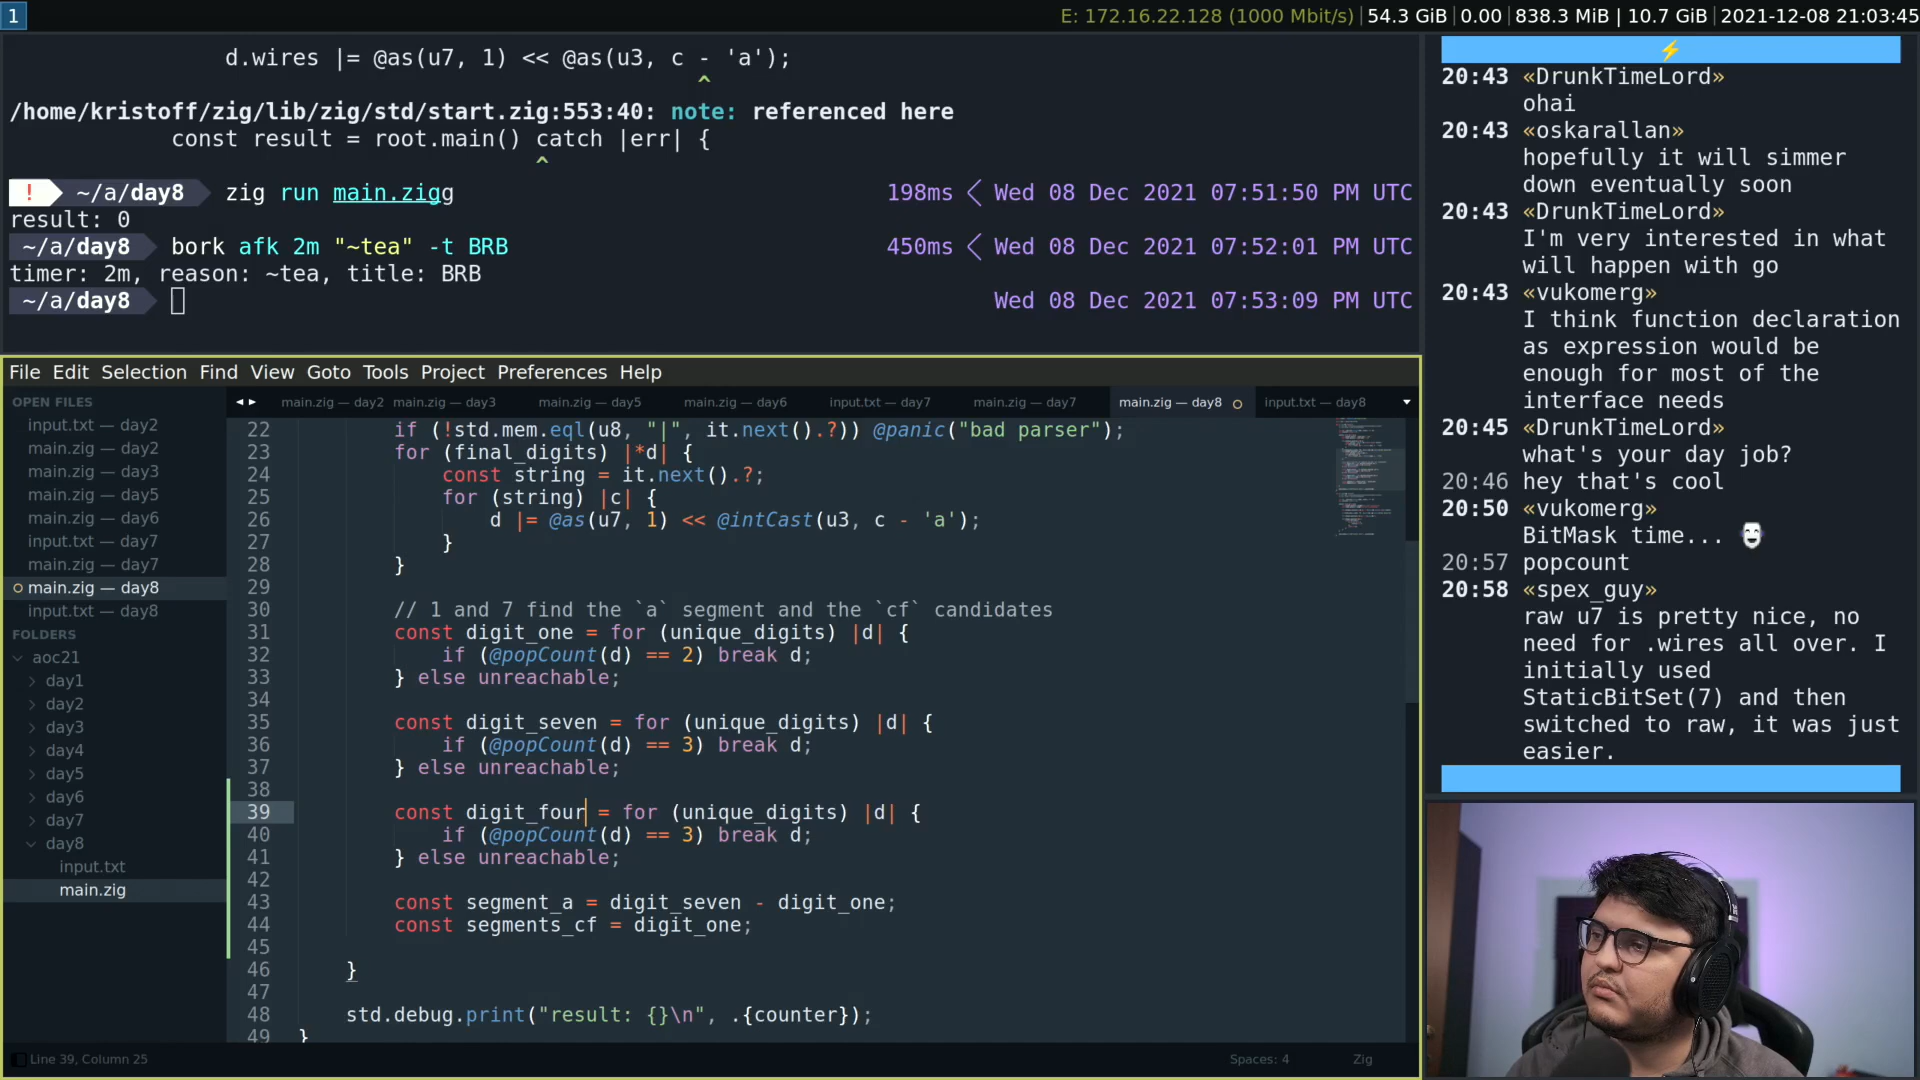 1
E: 172.16.22.128 (1000 Mbit/s) | 54.3 GiB | 0.00 | 838.3 MiB | 10.7 GiB | 2021-12-08 21:03:45
d.wires |= @as(u7, 1) << @as(u3, c - 'a');
^
/home/kristoff/zig/lib/zig/std/start.zig:553:40: note: referenced here
const result = root.main() catch |err| {
^
! ~/a/day8 zig run main.zigg 198ms < Wed 08 Dec 2021 07:51:50 PM UTC
result: 0
~/a/day8 bork afk 2m "~tea" -t BRB 450ms < Wed 08 Dec 2021 07:52:01 PM UTC
timer: 2m, reason: ~tea, title: BRB
~/a/day8 Wed 08 Dec 2021 07:53:09 PM UTC
File Edit Selection Find View Goto Tools Project Preferences Help
OPEN FILES
input.txt — day2
main.zig — day2
main.zig — day3
main.zig — day5
main.zig — day6
input.txt — day7
main.zig — day7
main.zig — day8
input.txt — day8
FOLDERS
aoc21
day1
day2
day3
day4
day5
day6
day7
day8
input.txt
main.zig
main.zig — day2 main.zig — day3 main.zig — day5 main.zig — day6 input.txt — day7 main.zig — day7 main.zig — day8 input.txt — day8
22 if (!std.mem.eql(u8, "|", it.next().?)) @panic("bad parser");
23 for (final_digits) |*d| {
24 const string = it.next().?;
25 for (string) |c| {
26 d |= @as(u7, 1) << @intCast(u3, c - 'a');
27 }
28 }
29
30 // 1 and 7 find the `a` segment and the `cf` candidates
31 const digit_one = for (unique_digits) |d| {
32 if (@popCount(d) == 2) break d;
33 } else unreachable;
34
35 const digit_seven = for (unique_digits) |d| {
36 if (@popCount(d) == 3) break d;
37 } else unreachable;
38
39 const digit_four = for (unique_digits) |d| {
40 if (@popCount(d) == 3) break d;
41 } else unreachable;
42
43 const segment_a = digit_seven - digit_one;
44 const segments_cf = digit_one;
45
46 }
47
48 std.debug.print("result: {}\n", .{counter});
49 }
Line 39, Column 25 Spaces: 4 Zig
20:43 «DrunkTimeLord»
ohai
20:43 «oskarallan»
hopefully it will simmer
down eventually soon
20:43 «DrunkTimeLord»
I'm very interested in what
will happen with go
20:43 «vukomerg»
I think function declaration
as expression would be
enough for most of the
interface needs
20:45 «DrunkTimeLord»
what's your day job?
20:46 hey that's cool
20:50 «vukomerg»
BitMask time...
20:57 popcount
20:58 «spex_guy»
raw u7 is pretty nice, no
need for .wires all over. I
initially used
StaticBitSet(7) and then
switched to raw, it was just
easier.